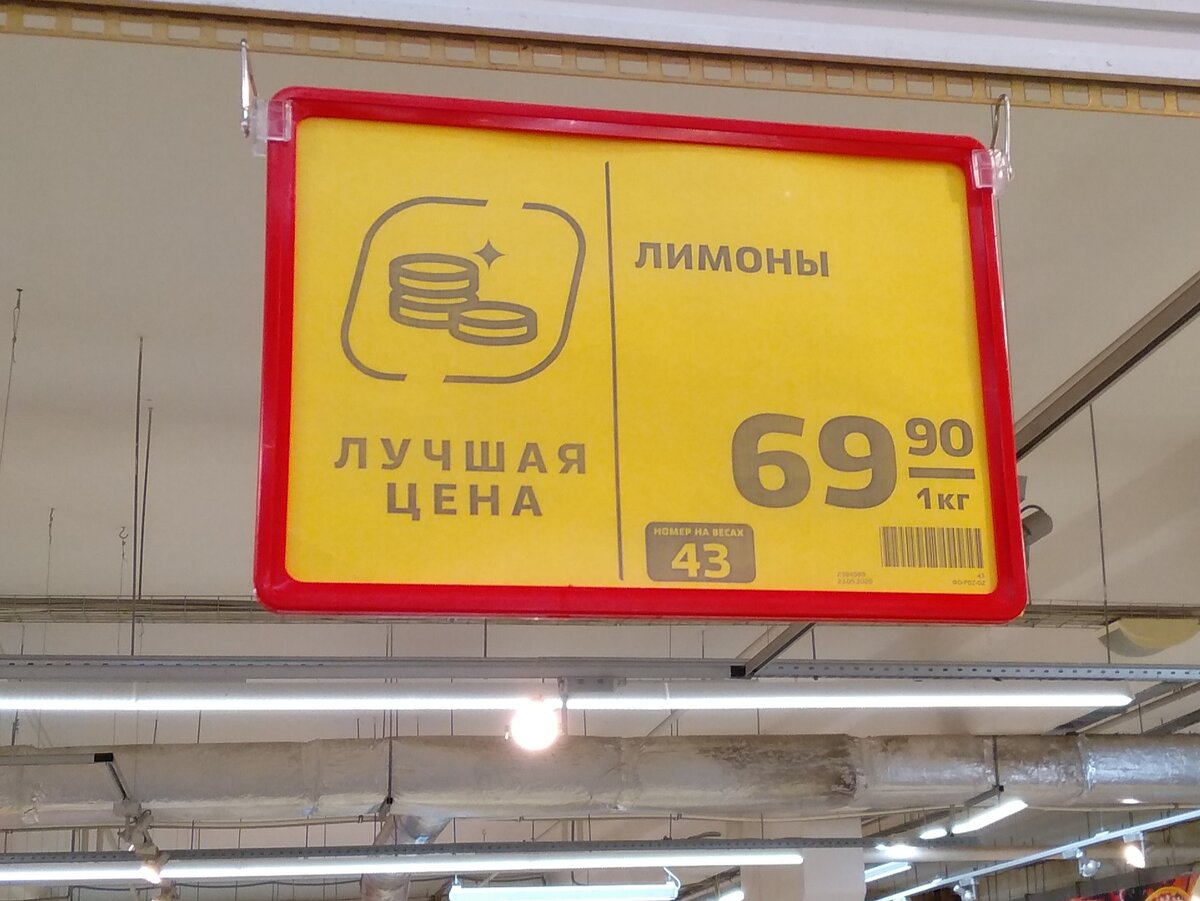 ЛУЧШАЯ
ЦЕНА
ЛИМОНЫ
69 90
1кг
НОМЕР НА ВЕСАХ
43